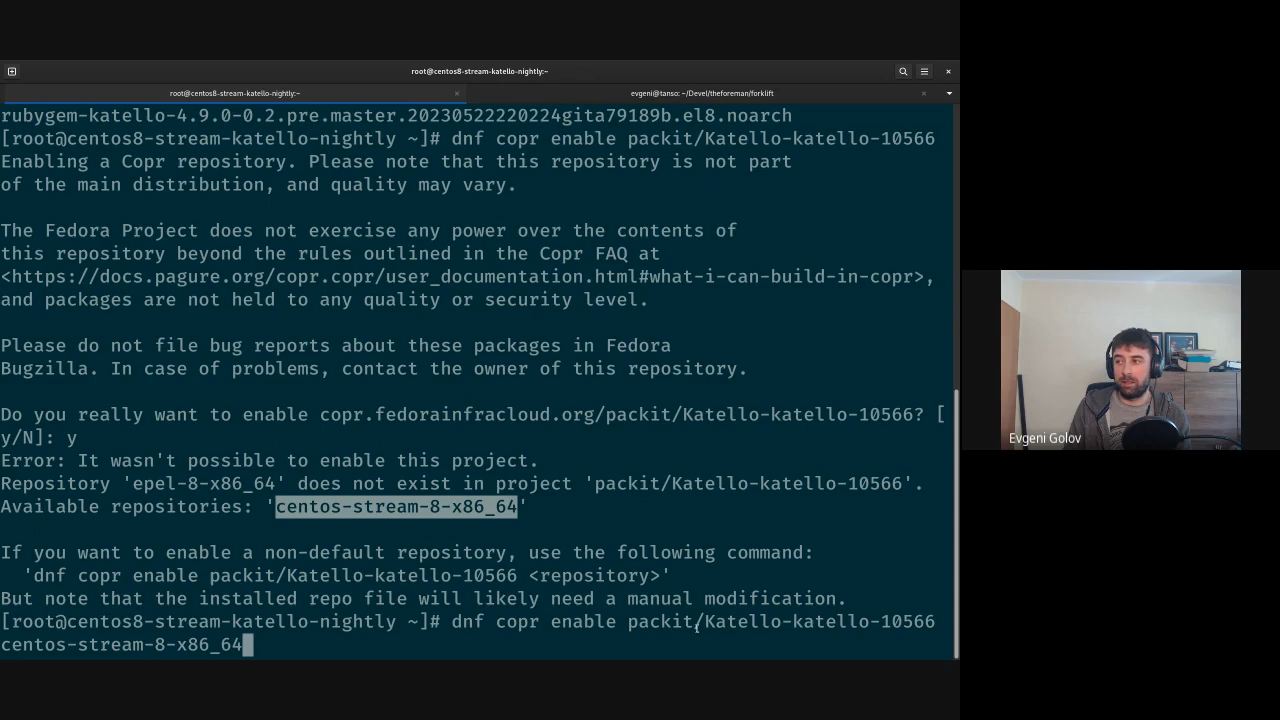 root@centos8-stream-katello-nightly:~
root@centos8-stream-katello-nightly:~
evgeni@tanso: ~/Devel/theforeman/forklift
rubygem-katello-4.9.0-0.2.pre.master.20230522220224gita79189b.el8.noarch
[root@centos8-stream-katello-nightly ~]# dnf copr enable packit/Katello-katello-10566
Enabling a Copr repository. Please note that this repository is not part
of the main distribution, and quality may vary.
The Fedora Project does not exercise any power over the contents of
this repository beyond the rules outlined in the Copr FAQ at
<https://docs.pagure.org/copr.copr/user_documentation.html#what-i-can-build-in-copr>,
and packages are not held to any quality or security level.
Please do not file bug reports about these packages in Fedora
Bugzilla. In case of problems, contact the owner of this repository.
Do you really want to enable copr.fedorainfracloud.org/packit/Katello-katello-10566? [
y/N]: y
Error: It wasn't possible to enable this project.
Repository 'epel-8-x86_64' does not exist in project 'packit/Katello-katello-10566'.
Available repositories: 'centos-stream-8-x86_64'
If you want to enable a non-default repository, use the following command:
'dnf copr enable packit/Katello-katello-10566 <repository>'
But note that the installed repo file will likely need a manual modification.
[root@centos8-stream-katello-nightly ~]# dnf copr enable packit/Katello-katello-10566
centos-stream-8-x86_64
Evgeni Golov